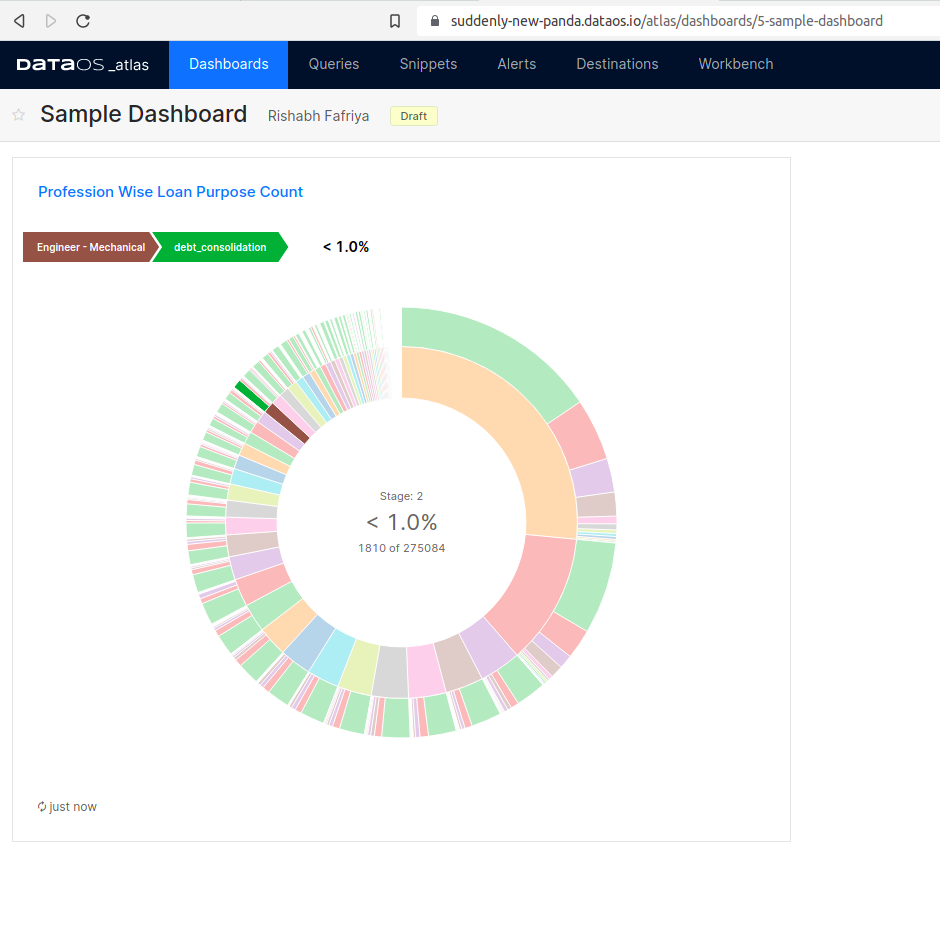 suddenly-new-panda.dataos.io/atlas/dashboards/5-sample-dashboard
DATAOS _atlas Dashboards Queries Snippets Alerts Destinations Workbench
Sample Dashboard Rishabh Fafriya Draft
Profession Wise Loan Purpose Count
Engineer - Mechanical debt_consolidation < 1.0%
Stage: 2
< 1.0%
1810 of 275084
just now